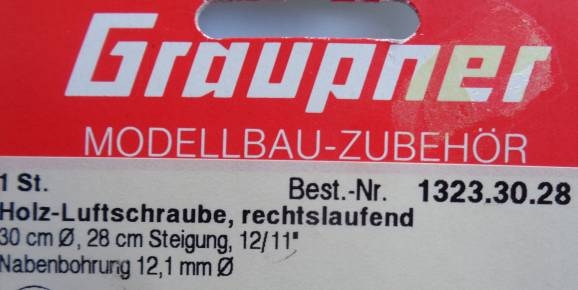 Graupner
MODELLBAU-ZUBEHÖR
1 St. Best.-Nr. 1323.30.28
Holz-Luftschraube, rechtslaufend
30 cm Ø, 28 cm Steigung, 12/11"
Nabenbohrung 12,1 mm Ø